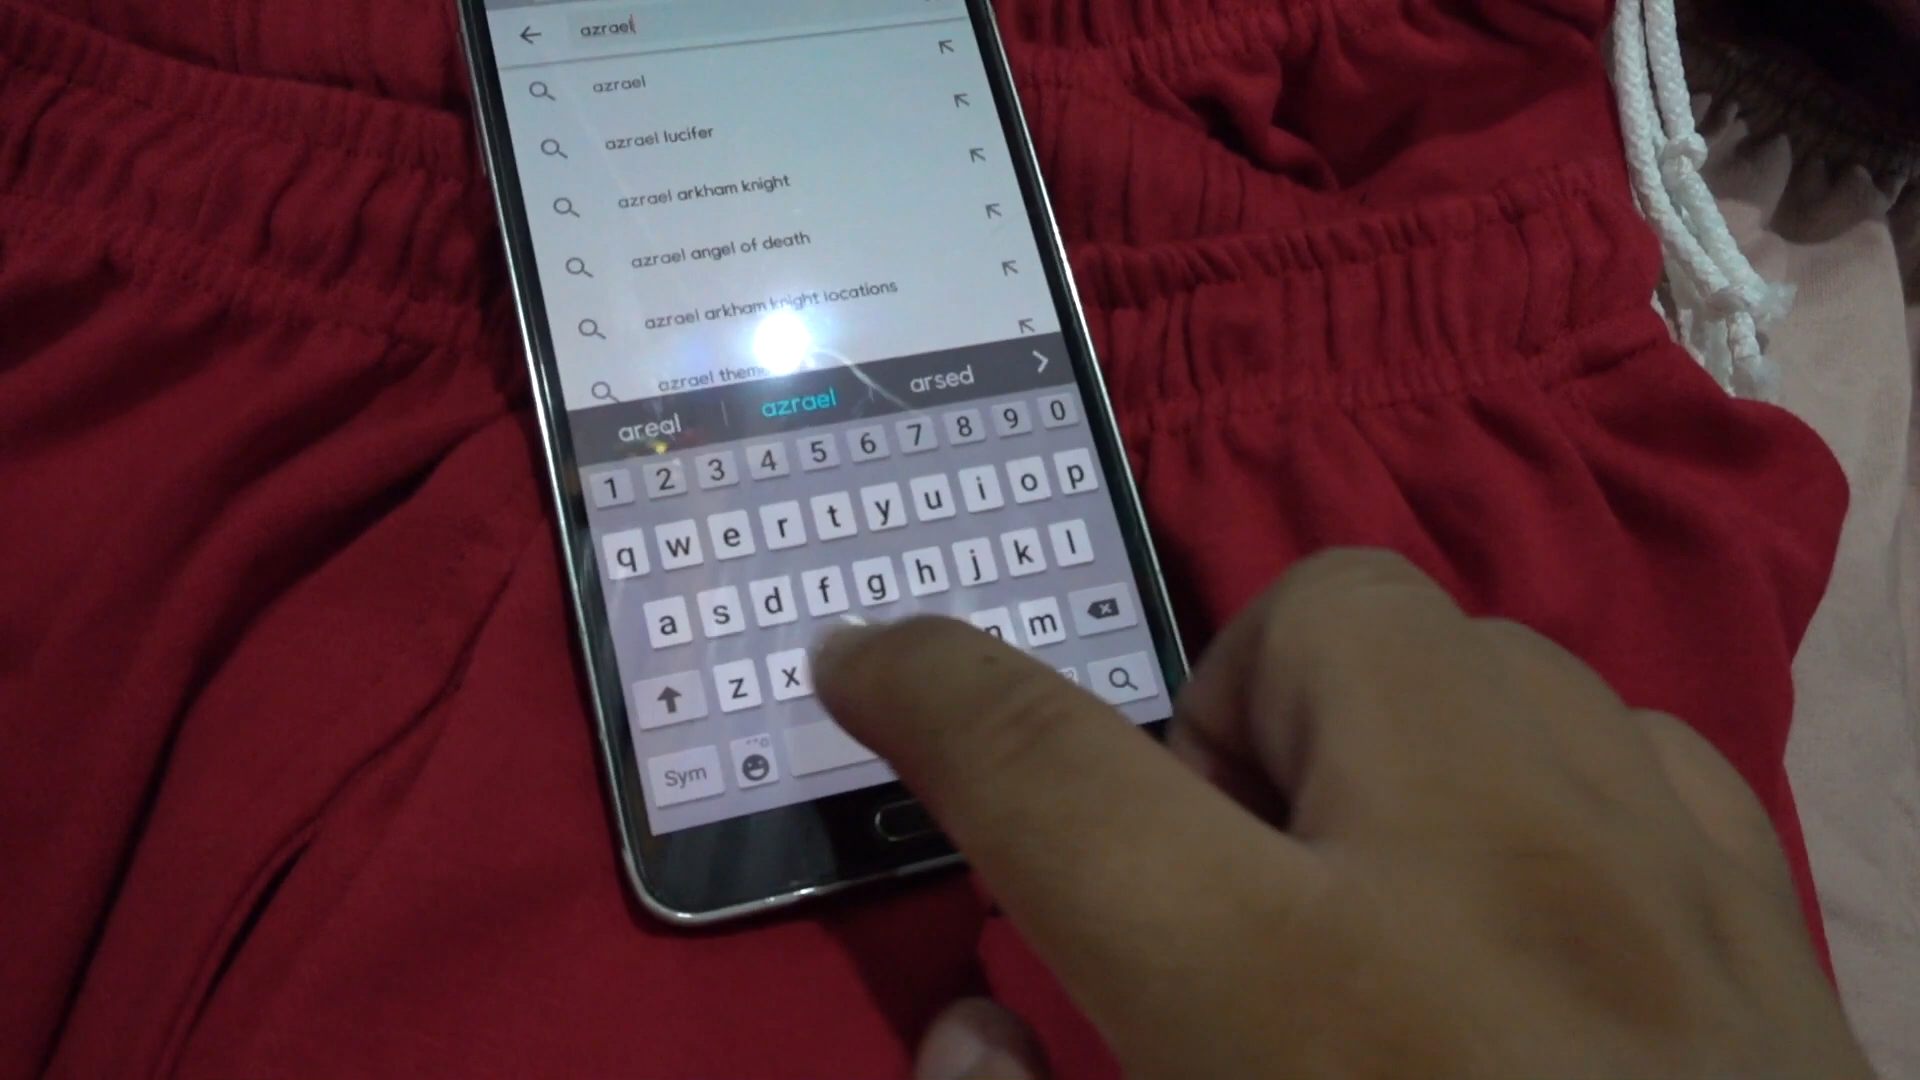 azrael
azrael
azrael lucifer
azrael arkham knight
azrael angel of death
azrael arkham knight locations
azrael
areal azrael arsed
1 2 3 4 5 6 7 8 9 0
q w e r t y u i o p
a s d f g h j k l
z x n m
Sym